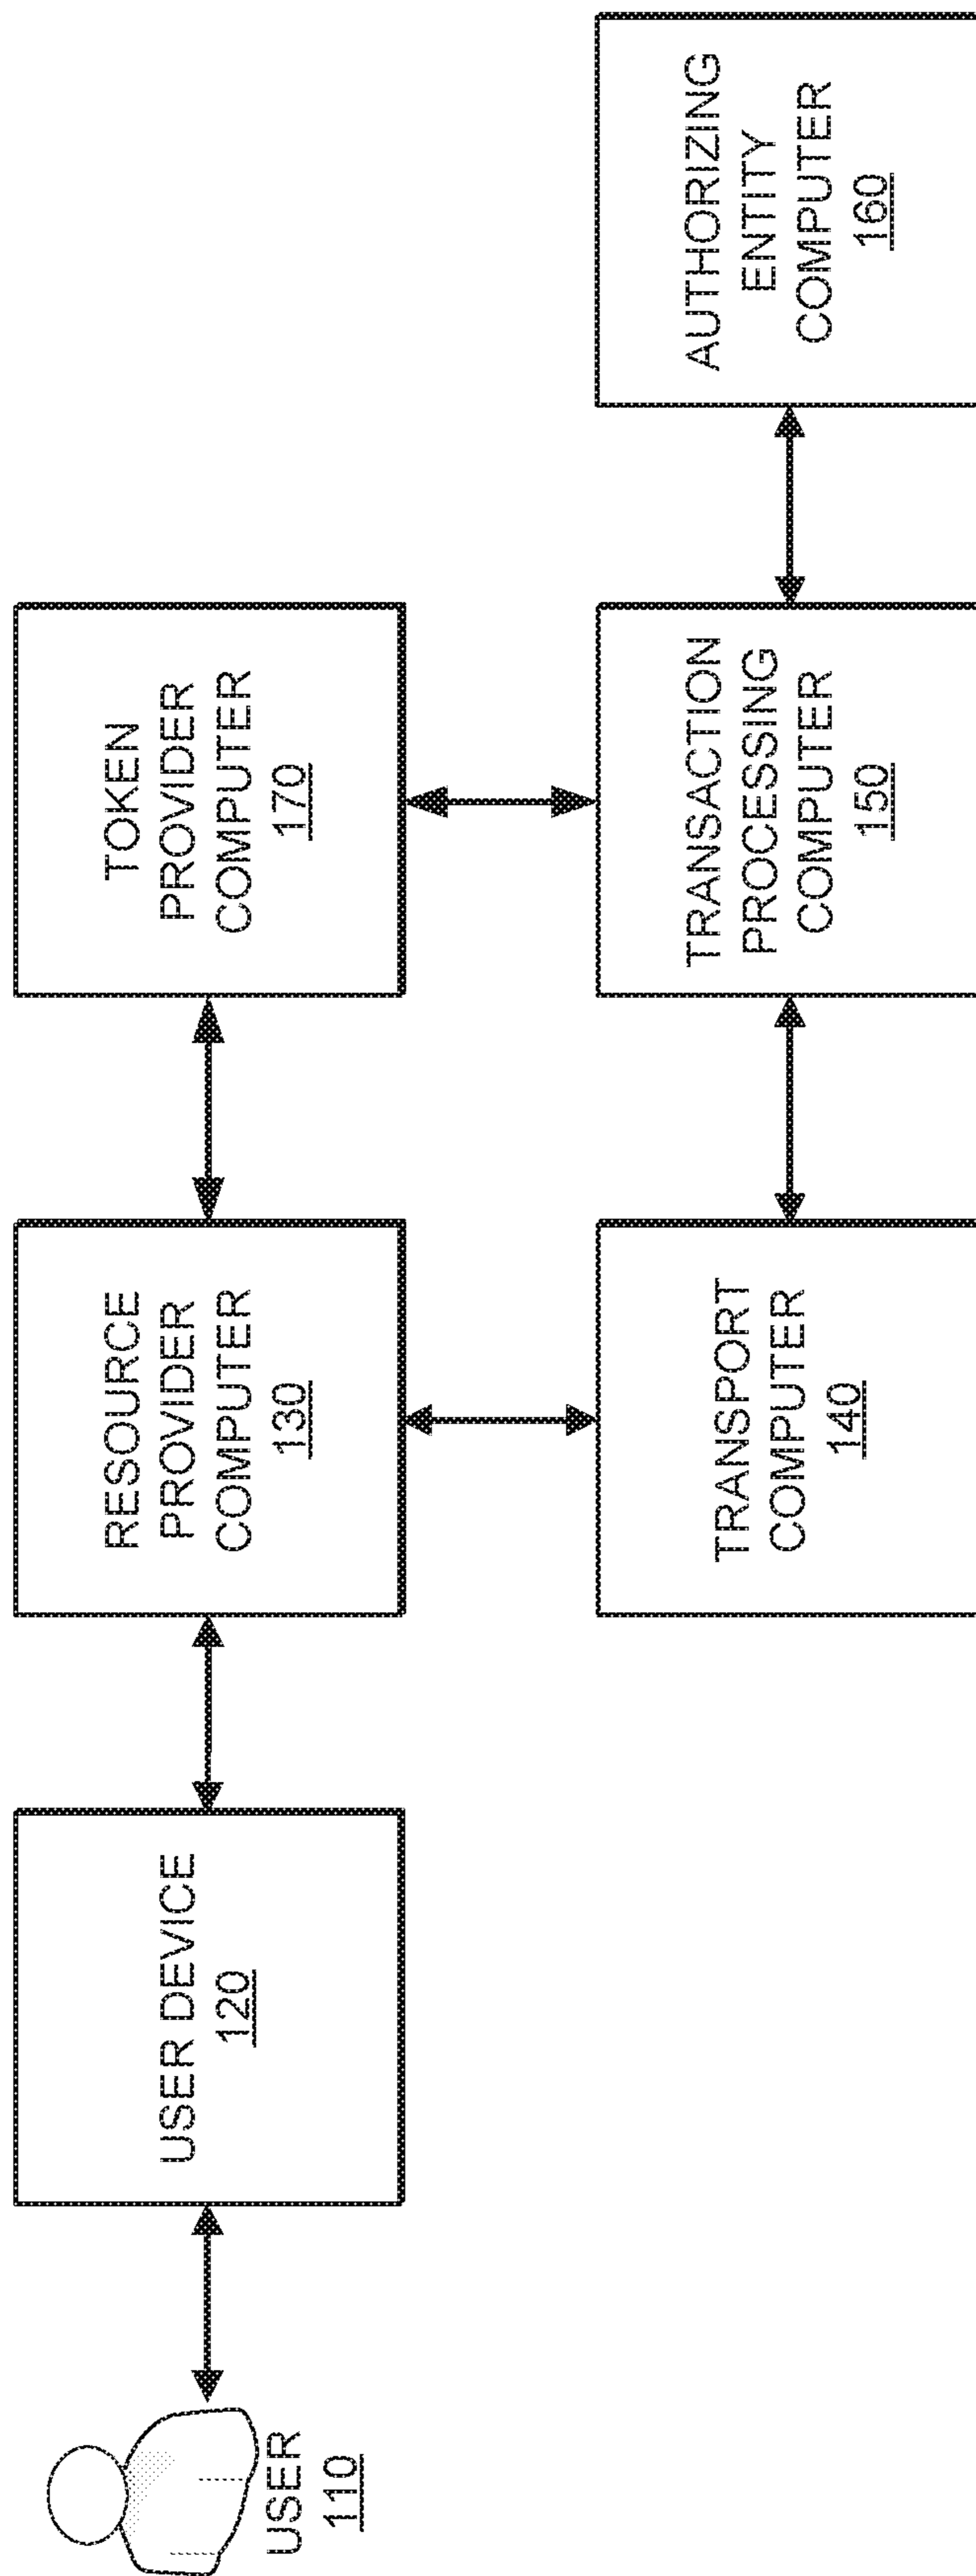 USER
110
USER DEVICE
120
RESOURCE
PROVIDER
COMPUTER
130
TOKEN
PROVIDER
COMPUTER
170
TRANSPORT
COMPUTER
140
TRANSACTION
PROCESSING
COMPUTER
150
AUTHORIZING
ENTITY
COMPUTER
160